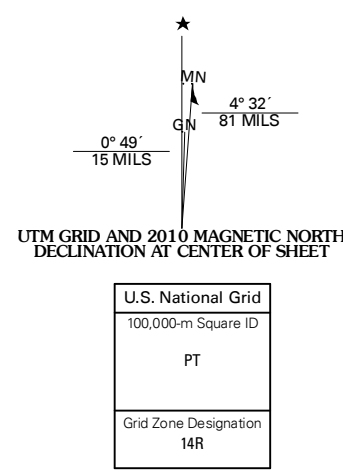 MN
GN
4° 32´
81 MILS
0° 49´
15 MILS
UTM GRID AND 2010 MAGNETIC NORTH
DECLINATION AT CENTER OF SHEET
U.S. National Grid
100,000-m Square ID
PT
Grid Zone Designation
14R